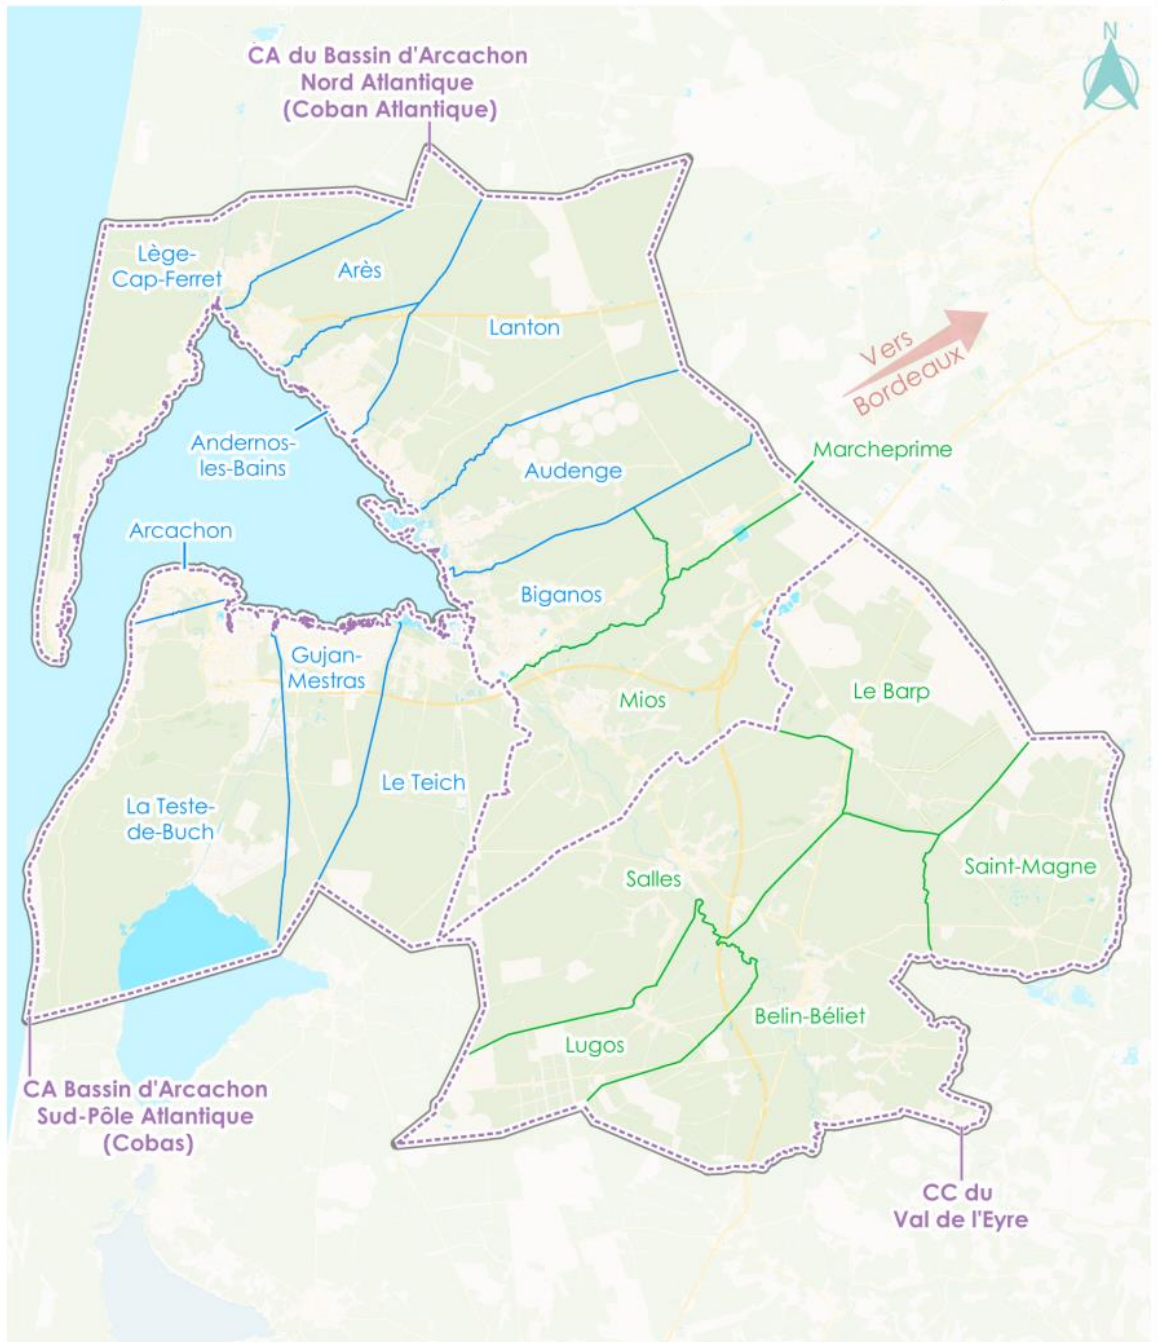 N
CA du Bassin d'Arcachon
Nord Atlantique
(Coban Atlantique)
Lège-
Cap-Ferret
Arès
Lanton
Vers
Bordeaux
Andernos-
les-Bains
Marcheprime
Audenge
Arcachon
Biganos
Gujan-
Mestras
Mios
Le Barp
Le Teich
La Teste-
de-Buch
Salles
Saint-Magne
Belin-Béliet
Lugos
CA Bassin d'Arcachon
Sud-Pôle Atlantique
(Cobas)
CC du
Val de l'Eyre